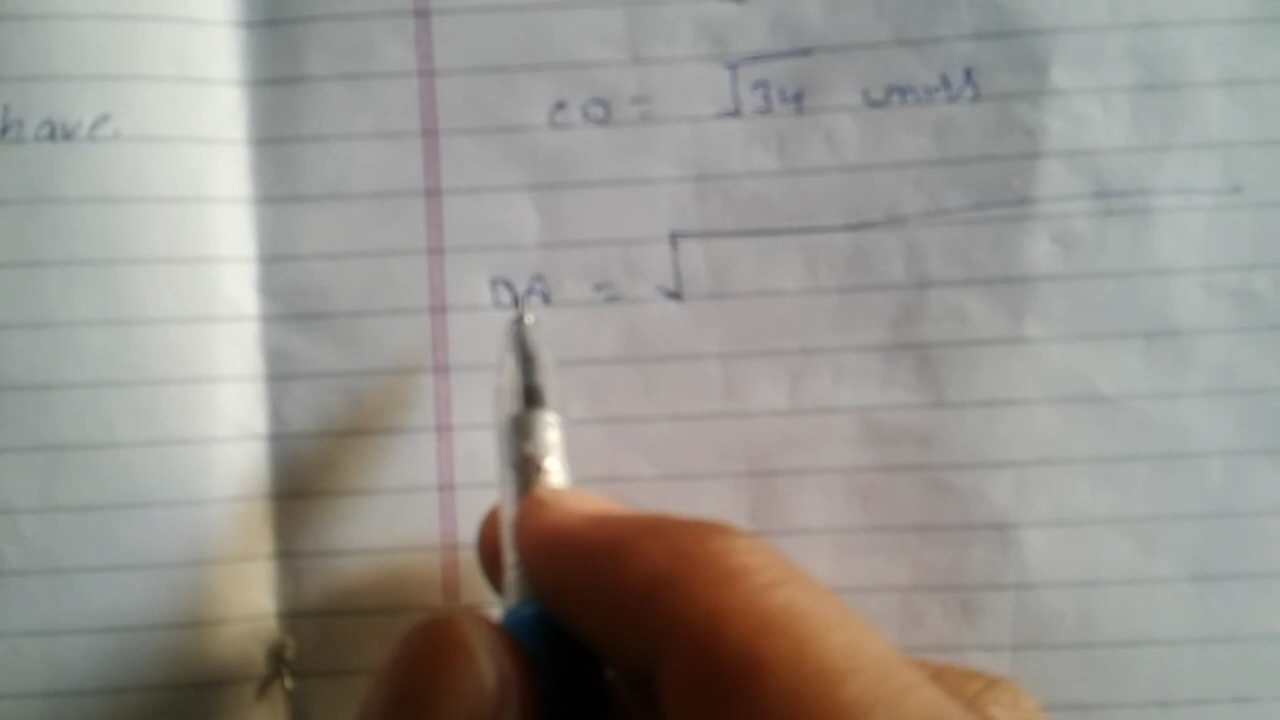 have
CD = √34 units
DA = √